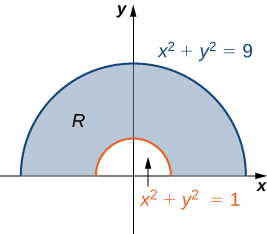 y
x² + y² = 9
R
x
x² + y² = 1